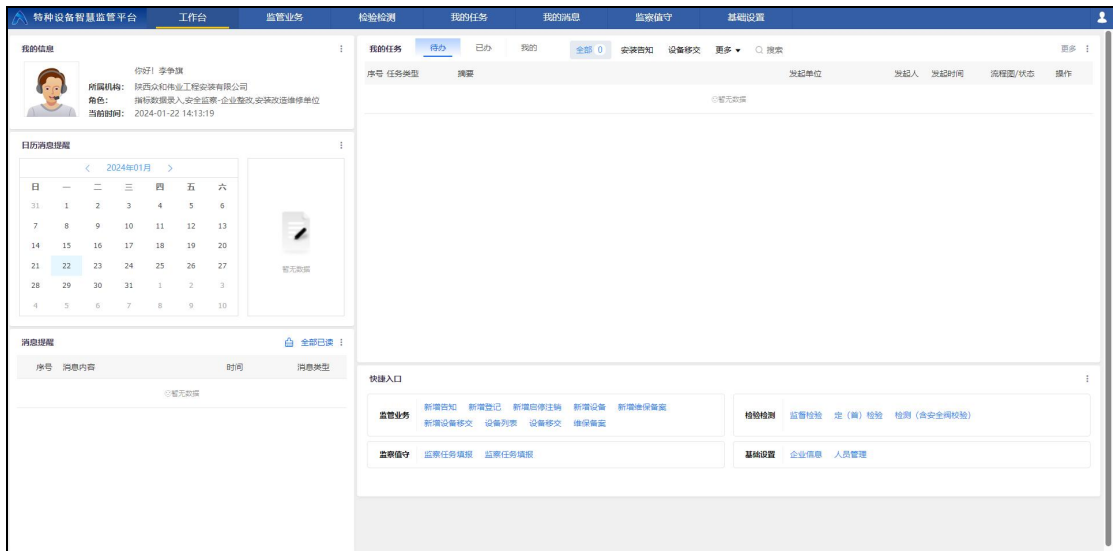 特种设备智慧监管平台 工作台 监管业务 检验检测 我的任务 我的消息 监察值守 基础设置
我的信息
你好！李争旗
所属机构： 陕西众和伟业工程安装有限公司
角色： 指标数据录入,安全监察-企业整改,安装改造维修单位
当前时间： 2024-01-22 14:13:19
日历消息提醒
2024年01月
日 一 二 三 四 五 六
31 1 2 3 4 5 6
7 8 9 10 11 12 13
14 15 16 17 18 19 20
21 22 23 24 25 26 27
28 29 30 31 1 2 3
4 5 6 7 8 9 10
暂无数据
消息提醒 全部已读
序号 消息内容 时间 消息类型
暂无数据
我的任务 待办 已办 我的 全部 0 安装告知 设备移交 更多 搜索 更多
序号 任务类型 摘要 发起单位 发起人 发起时间 流程图/状态 操作
暂无数据
快捷入口
监管业务 新增告知 新增登记 新增启停注销 新增设备 新增维保备案
新增设备移交 设备列表 设备移交 维保备案
检验检测 监督检验 定（首）检验 检测（含安全阀校验）
监察值守 监察任务填报 监察任务填报
基础设置 企业信息 人员管理